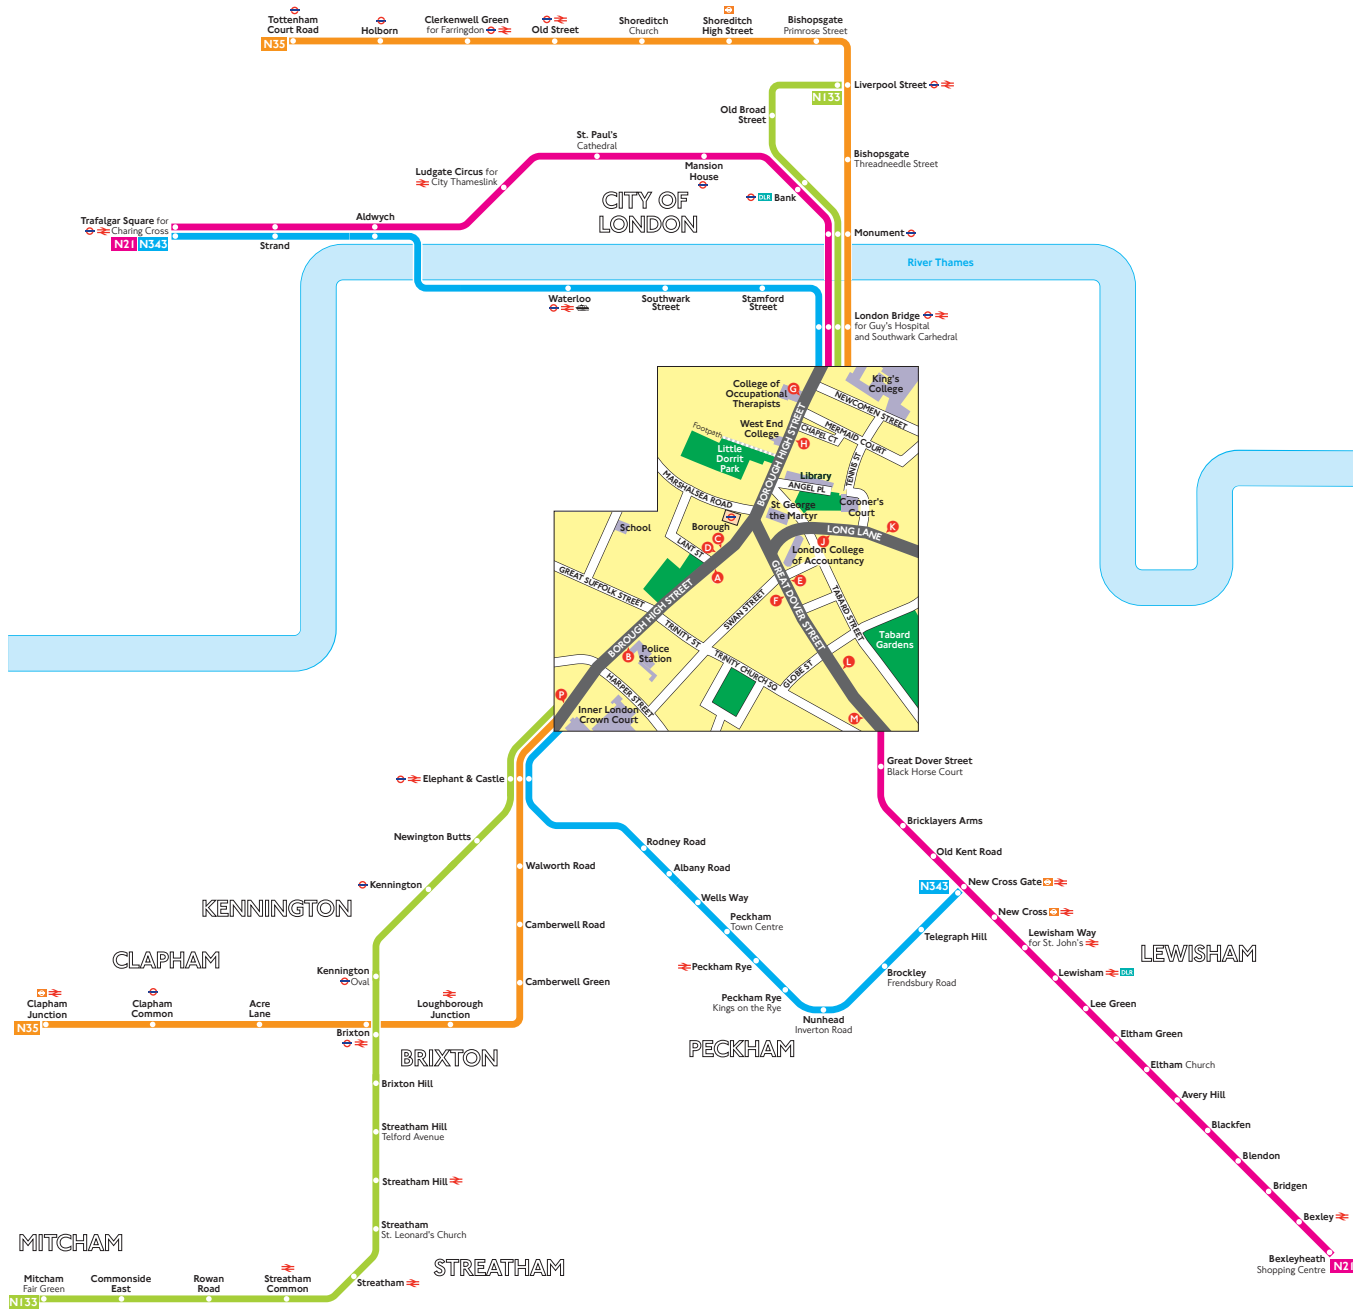 Tottenham
Court Road
N35
Holborn
Clerkenwell Green
for Farringdon
Old Street
Shoreditch
Church
Shoreditch
High Street
Bishopsgate
Primrose Street
Liverpool Street
N133
Old Broad
Street
Bishopsgate
Threadneedle Street
St. Paul's
Cathedral
Mansion
House
Ludgate Circus for
City Thameslink
DLR Bank
CITY OF
LONDON
Trafalgar Square for
Charing Cross
N21 N343
Strand
Aldwych
Monument
River Thames
Waterloo
Southwark
Street
Stamford
Street
London Bridge
for Guy's Hospital
and Southwark Carhedral
King's
College
College of
Occupational
Therapists
G
NEWCOMEN STREET
West End
College
CHAPEL CT
MERMAID COURT
H
Footpath
Little
Dorrit
Park
BOROUGH HIGH STREET
TENNIS ST
Library
ANGEL PL
MARSHALSEA ROAD
St George
the Martyr
Coroner's
Court
School
Borough
C
D
LANT ST
A
LONG LANE
K
J
London College
of Accountancy
GREAT SUFFOLK STREET
BOROUGH HIGH STREET
E
F
SWAN STREET
GREAT DOVER STREET
TABARD STREET
TRINITY ST
Tabard
Gardens
B
Police
Station
TRINITY CHURCH SQ
GLOBE ST
L
HARPER STREET
P
Inner London
Crown Court
M
Great Dover Street
Black Horse Court
Elephant & Castle
Bricklayers Arms
Newington Butts
Rodney Road
Old Kent Road
Walworth Road
Albany Road
N343
New Cross Gate
Kennington
Wells Way
New Cross
KENNINGTON
Camberwell Road
Peckham
Town Centre
Telegraph Hill
Lewisham Way
for St. John's
LEWISHAM
CLAPHAM
Kennington
Oval
Camberwell Green
Peckham Rye
Brockley
Frendsbury Road
Lewisham DLR
Clapham
Junction
N35
Clapham
Common
Acre
Lane
Loughborough
Junction
Peckham Rye
Kings on the Rye
Lee Green
Brixton
Nunhead
Inverton Road
Eltham Green
BRIXTON
PECKHAM
Eltham Church
Brixton Hill
Avery Hill
Streatham Hill
Telford Avenue
Blackfen
Blendon
Streatham Hill
Bridgen
Streatham
St. Leonard's Church
Bexley
MITCHAM
STREATHAM
Bexleyheath
Shopping Centre
N21
Mitcham
Fair Green
N133
Commonside
East
Rowan
Road
Streatham
Common
Streatham